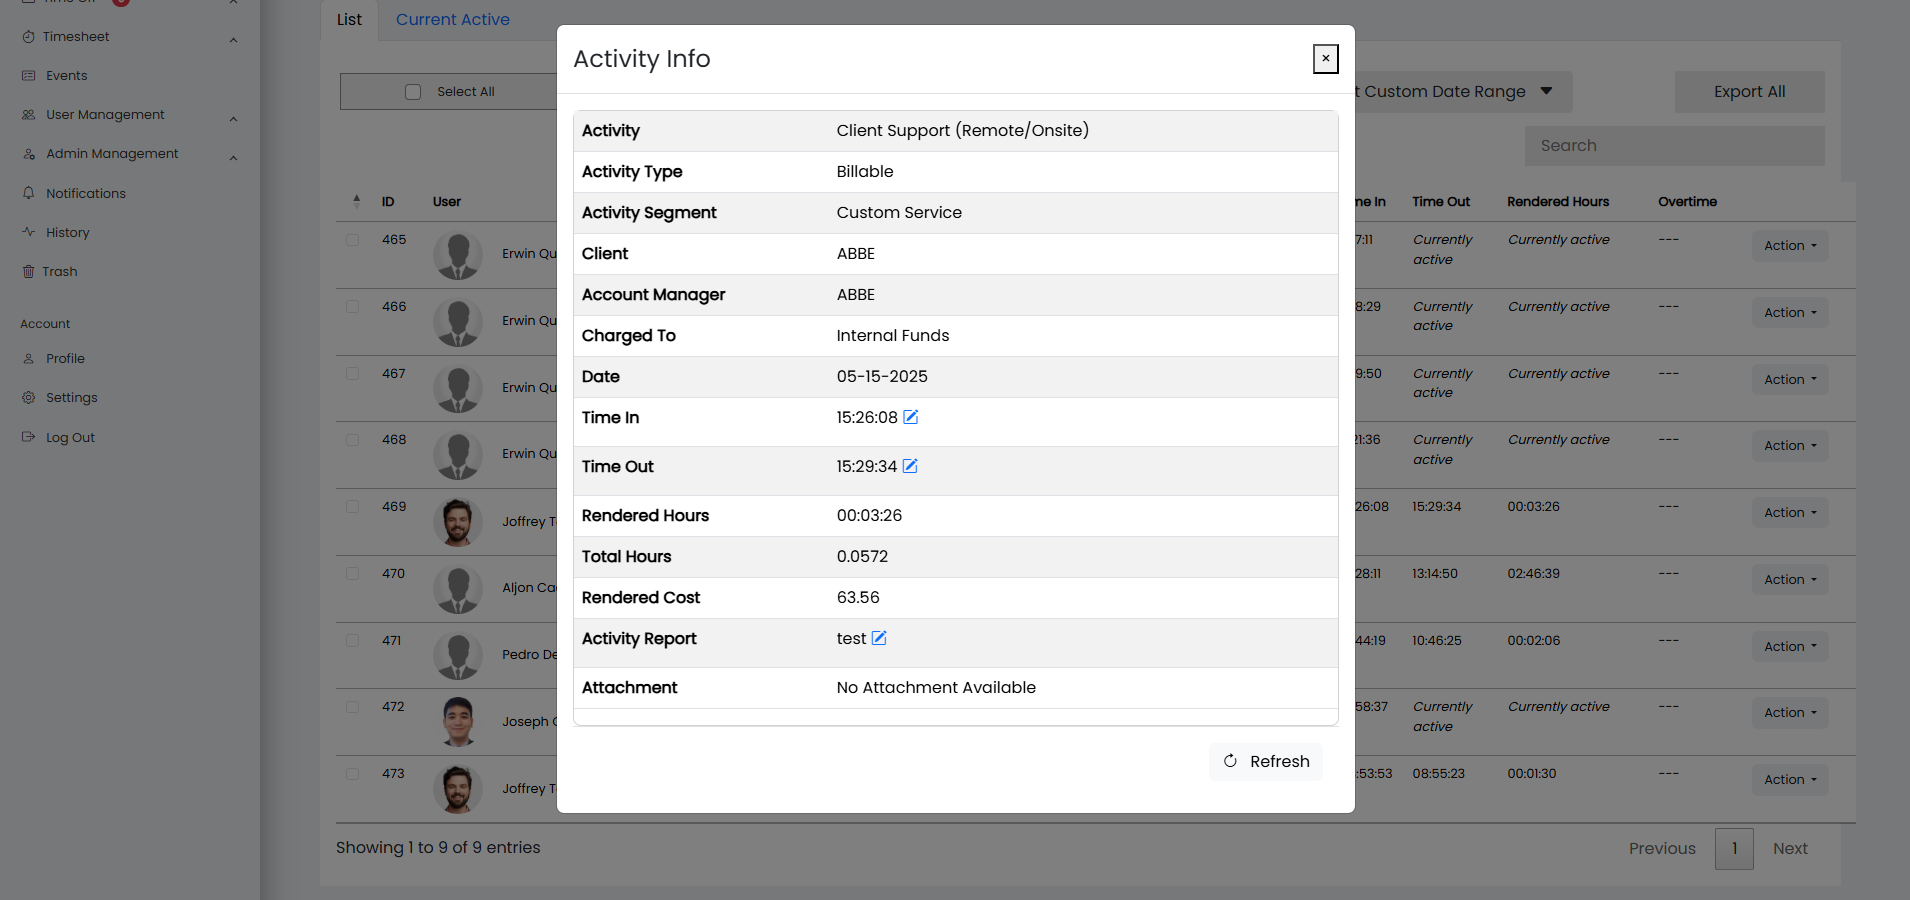 List
Current Active
Timesheet
Events
User Management
Admin Management
Notifications
History
Trash
Account
Profile
Settings
Log Out
Select All
Custom Date Range
Export All
Search
ID
User
Time Out
Rendered Hours
Overtime
465
Erwin
7:11
Currently active
Currently active
---
Action
466
Erwin
8:29
Currently active
Currently active
---
Action
467
Erwin
9:50
Currently active
Currently active
---
Action
468
Erwin
21:36
Currently active
Currently active
---
Action
469
Joffrey
26:08
15:29:34
00:03:26
---
Action
470
Aljon
28:11
13:14:50
02:46:39
---
Action
471
Pedro
44:19
10:46:25
00:02:06
---
Action
472
Joseph
58:37
Currently active
Currently active
---
Action
473
Joffrey
:53:53
08:55:23
00:01:30
---
Action
Showing 1 to 9 of 9 entries
Previous
1
Next
Activity Info
×
Activity Client Support (Remote/Onsite)
Activity Type Billable
Activity Segment Custom Service
Client ABBE
Account Manager ABBE
Charged To Internal Funds
Date 05-15-2025
Time In 15:26:08
Time Out 15:29:34
Rendered Hours 00:03:26
Total Hours 0.0572
Rendered Cost 63.56
Activity Report test
Attachment No Attachment Available
Refresh